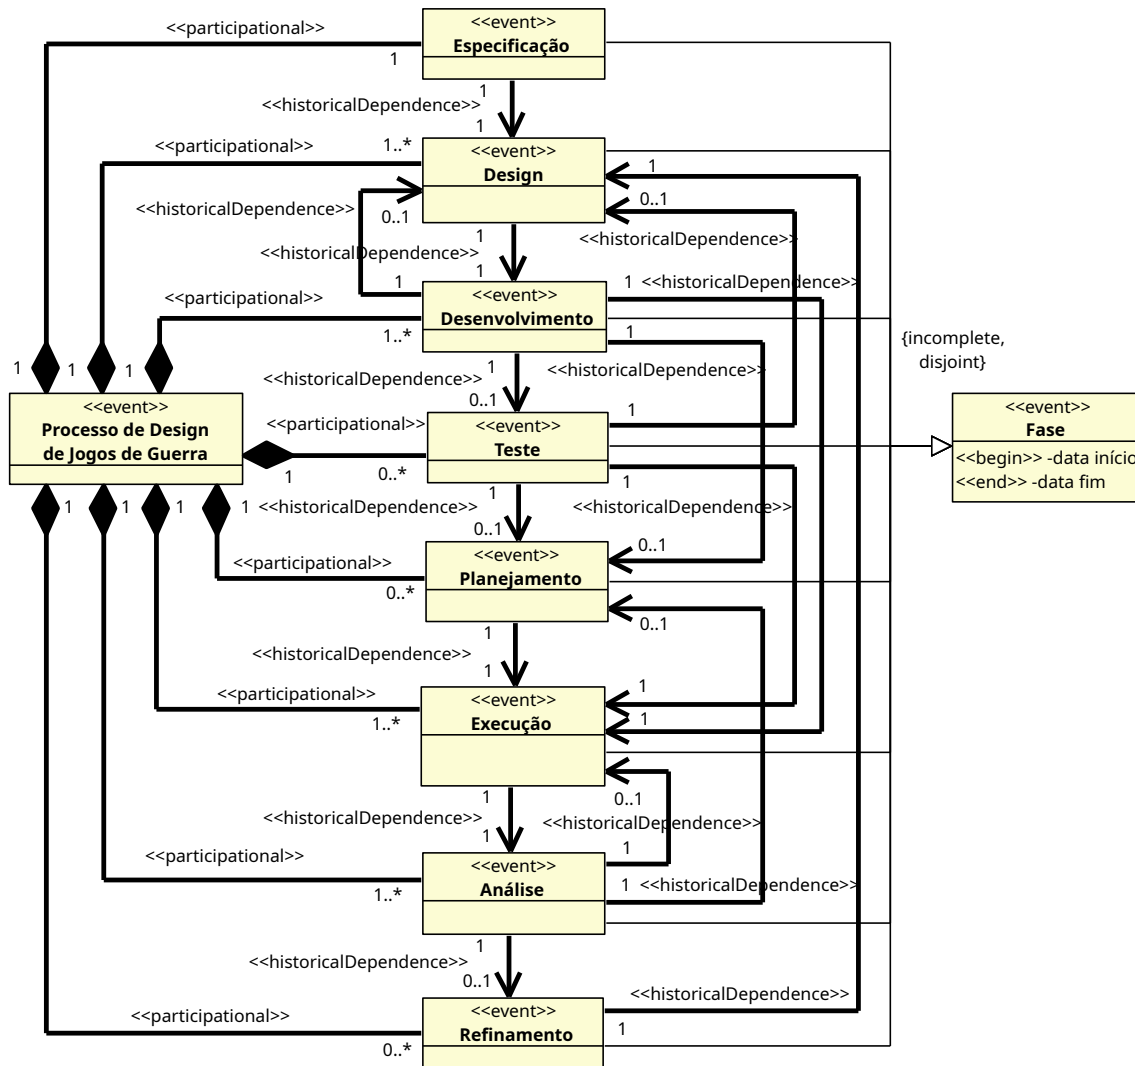 <<participational>>
<<event>>
Especificação
1
1
<<historicalDependence>>
1
<<participational>>
1..*
<<event>>
Design
1
0..1
<<historicalDependence>>
0..1
1
<<historicalDependence>>
<<historicalDependence>>
1
1
<<event>>
Desenvolvimento
1
<<historicalDependence>>
<<participational>>
1..*
1
{incomplete,
disjoint}
1
1
1
1
<<historicalDependence>>
<<historicalDependence>>
0..1
<<event>>
Processo de Design
de Jogos de Guerra
<<participational>>
1
0..*
<<event>>
Teste
1
<<event>>
Fase
<<begin>> -data início
<<end>> -data fim
1
1
1
1
1
1
<<historicalDependence>>
<<historicalDependence>>
0..1
<<participational>>
0..*
<<event>>
Planejamento
0..1
0..1
1
<<historicalDependence>>
1
<<participational>>
1..*
<<event>>
Execução
1
1
0..1
1
<<historicalDependence>>
1
<<historicalDependence>>
1
<<participational>>
1..*
<<event>>
Análise
1
<<historicalDependence>>
1
<<historicalDependence>>
0..1
<<participational>>
0..*
<<event>>
Refinamento
<<historicalDependence>>
1